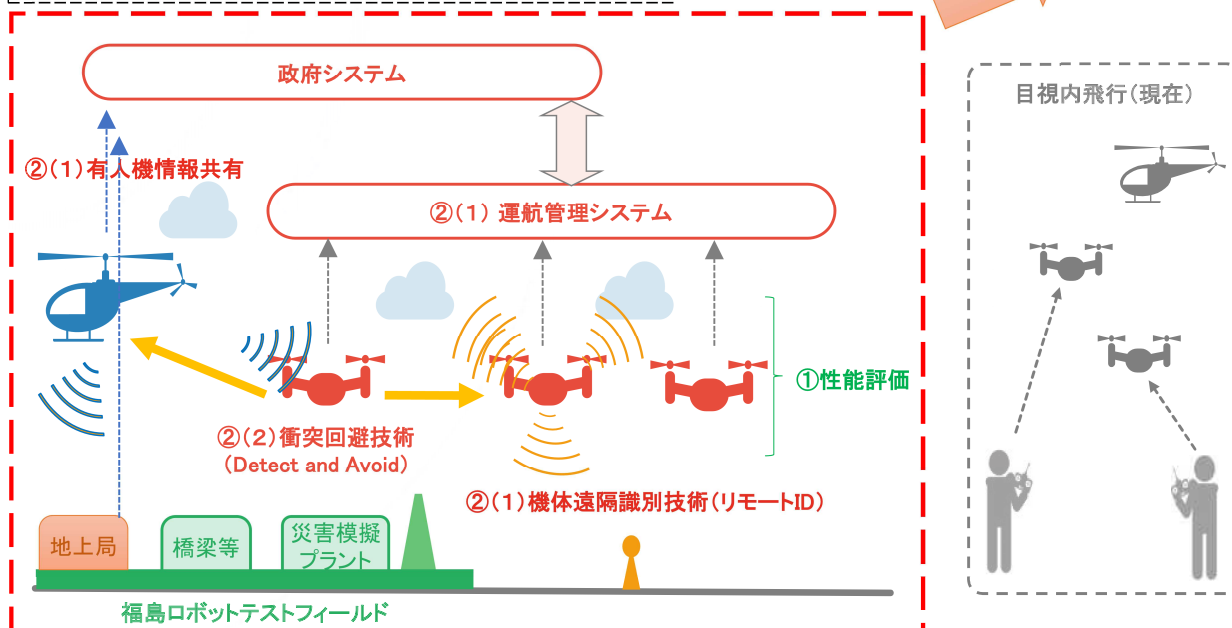 政府システム
②(1)有人機情報共有
②(1) 運航管理システム
①性能評価
②(2)衝突回避技術
(Detect and Avoid)
②(1)機体遠隔識別技術(リモートID)
地上局
橋梁等
災害模擬
プラント
福島ロボットテストフィールド
目視内飛行(現在)